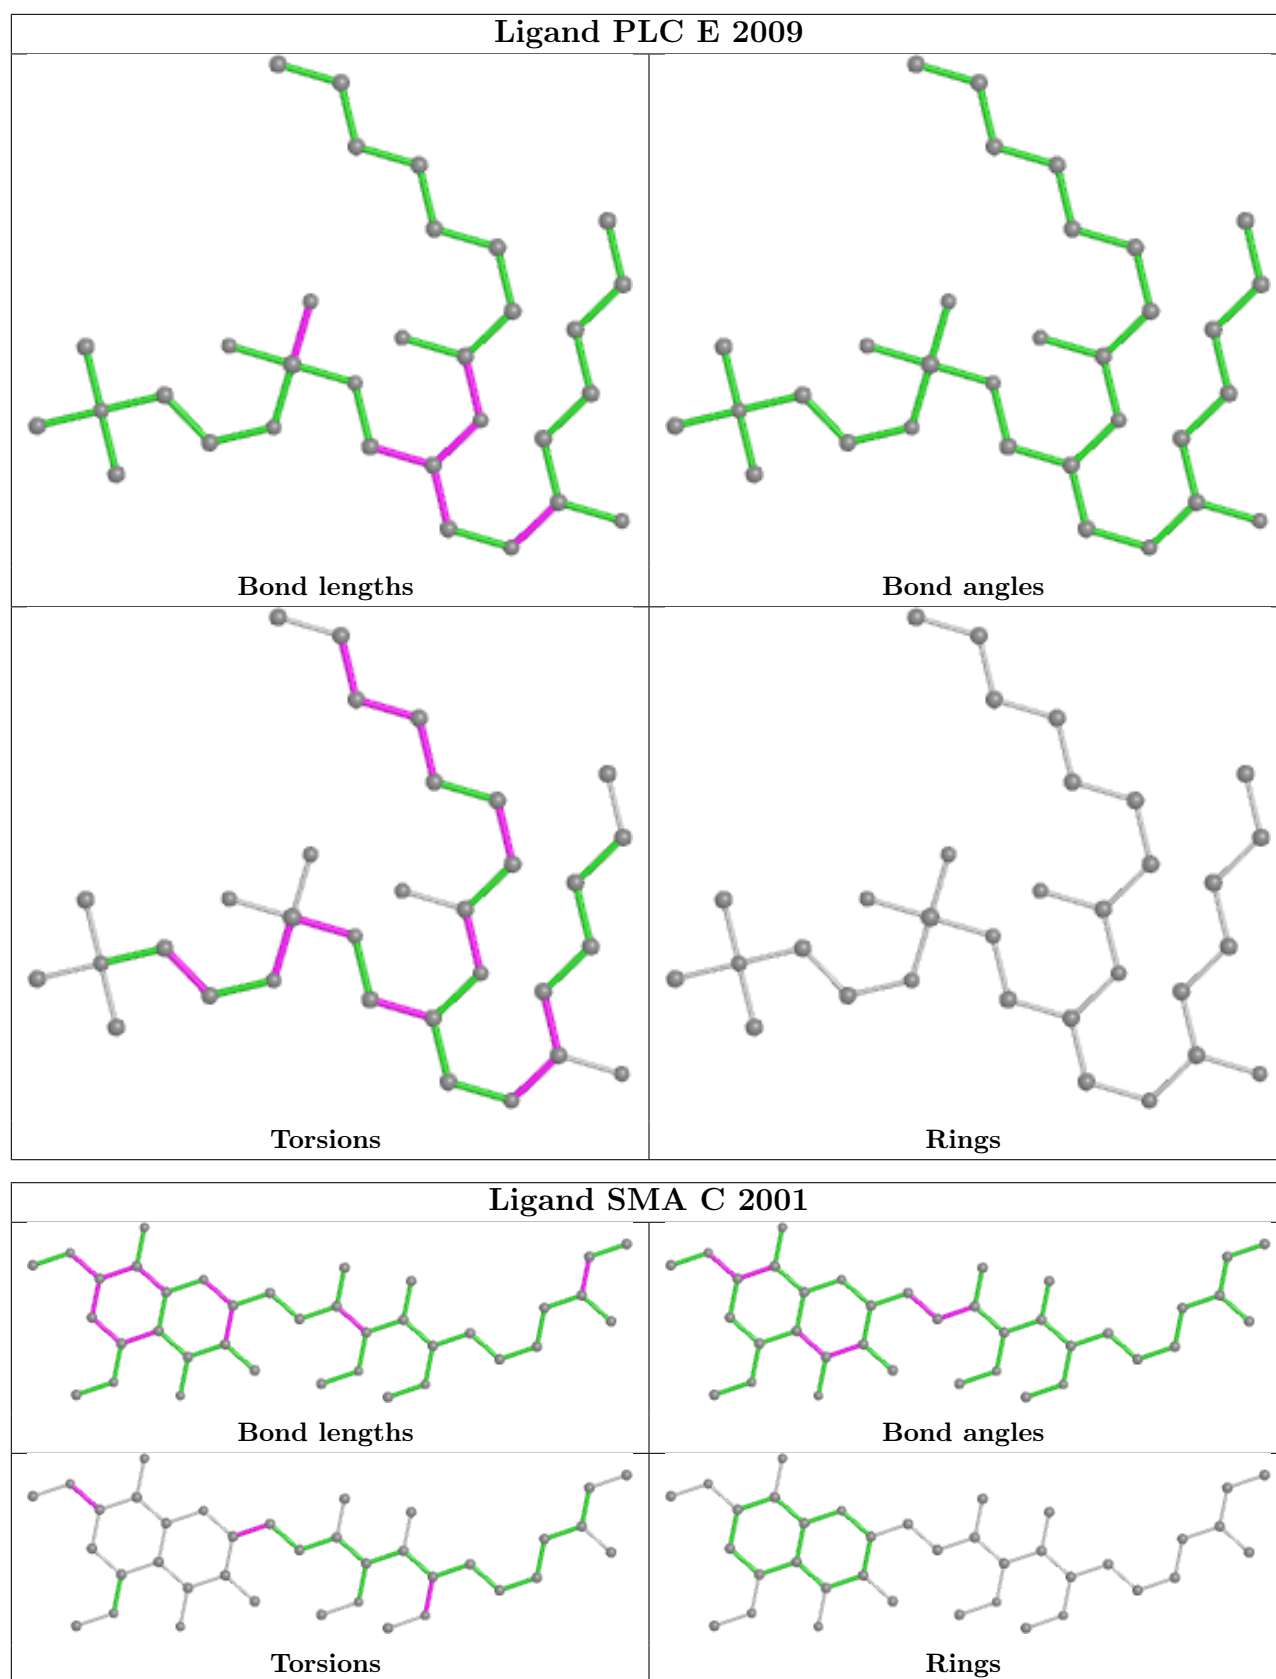 Ligand PLC E 2009
Bond lengths
Bond angles
Torsions
Rings
Ligand SMA C 2001
Bond lengths
Bond angles
Torsions
Rings